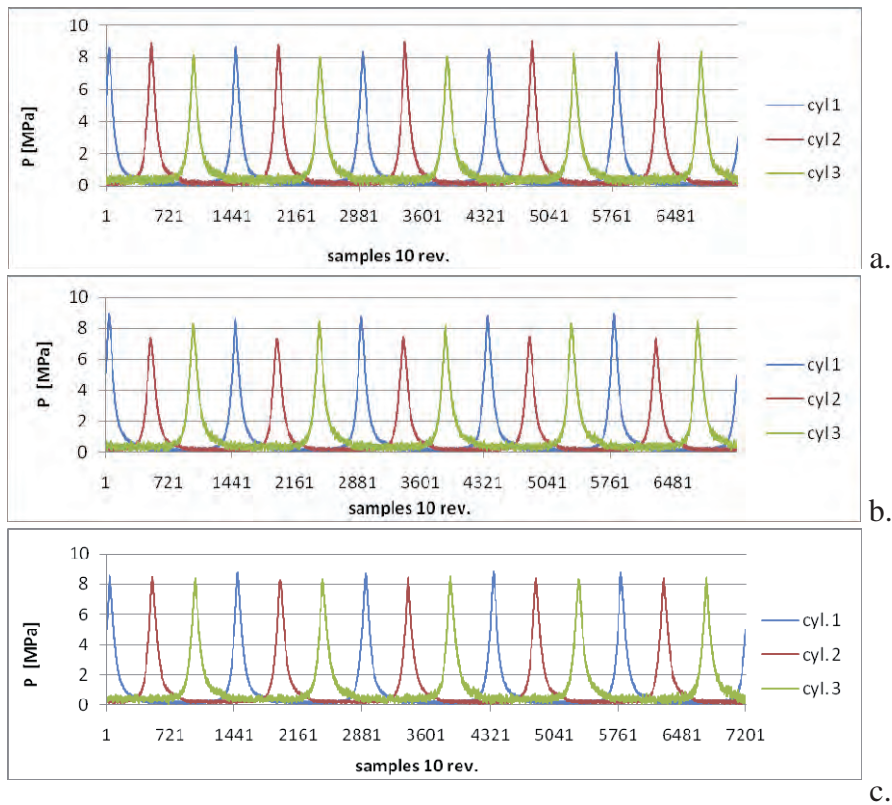 10
8
6
4
2
0
P [MPa]
1 721 1441 2161 2881 3601 4321 5041 5761 6481
samples 10 rev.
cyl 1
cyl 2
cyl 3
a.
10
8
6
4
2
0
P [MPa]
1 721 1441 2161 2881 3601 4321 5041 5761 6481
samples 10 rev.
cyl 1
cyl 2
cyl 3
b.
10
8
6
4
2
0
P [MPa]
1 721 1441 2161 2881 3601 4321 5041 5761 6481 7201
samples 10 rev.
cyl. 1
cyl. 2
cyl. 3
c.